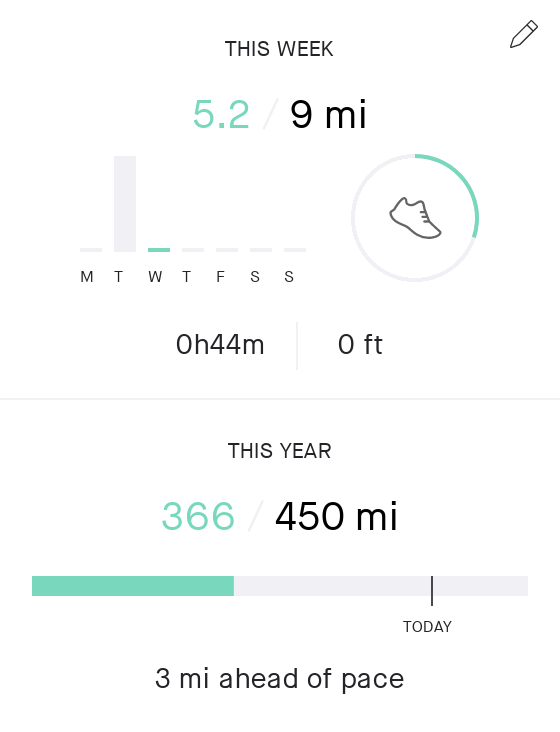 THIS WEEK
5.2 / 9 mi
M T W T F S S
0h44m | 0 ft
THIS YEAR
366 / 450 mi
TODAY
3 mi ahead of pace